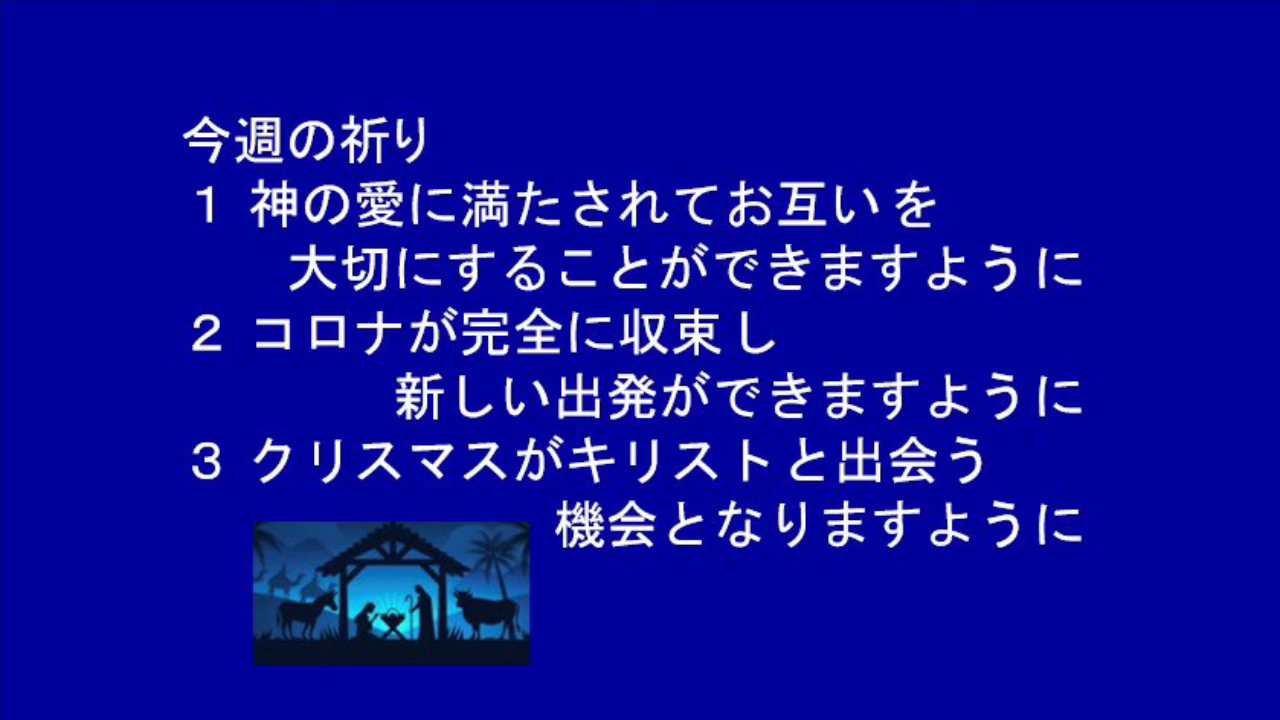 今週の祈り
１ 神の愛に満たされてお互いを
大切にすることができますように
２ コロナが完全に収束し
新しい出発ができますように
３ クリスマスがキリストと出会う
機会となりますように